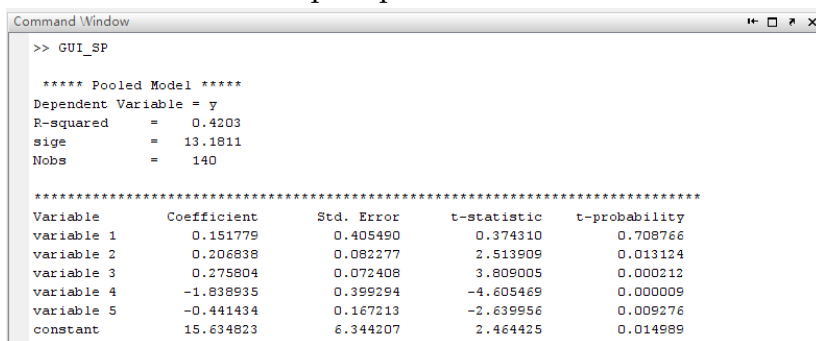 Command Window
>> GUI_SP
***** Pooled Model *****
Dependent Variable = y
R-squared = 0.4203
sige = 13.1811
Nobs = 140
********************************************************************************
Variable Coefficient Std. Error t-statistic t-probability
variable 1 0.151779 0.405490 0.374310 0.708766
variable 2 0.206838 0.082277 2.513909 0.013124
variable 3 0.275804 0.072408 3.809005 0.000212
variable 4 -1.838935 0.399294 -4.605469 0.000009
variable 5 -0.441434 0.167213 -2.639956 0.009276
constant 15.634823 6.344207 2.464425 0.014989